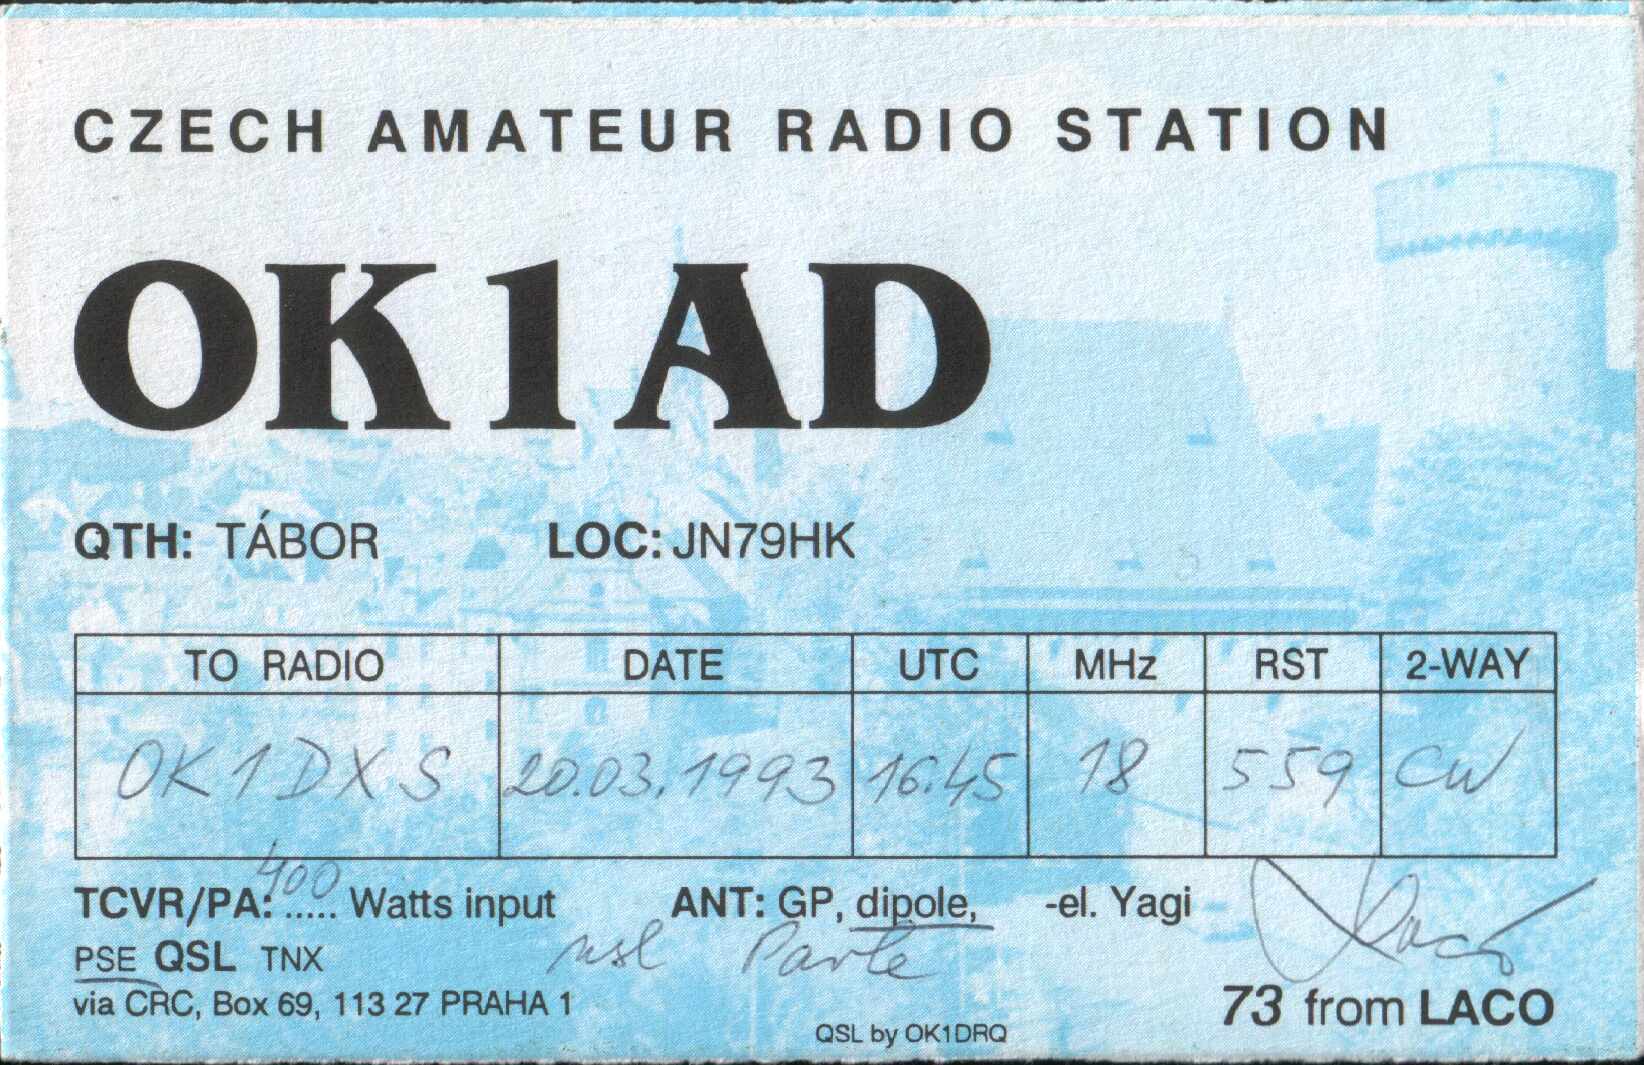 CZECH AMATEUR RADIO STATION
OK1AD
QTH: TÁBOR LOC: JN79HK
TO RADIO DATE UTC MHz RST 2-WAY
OK1DXS 20.03.1993 16.45 18 559 CW
400
TCVR/PA: ..... Watts input ANT: GP, dipole, -el. Yagi
PSE QSL TNX
via CRC, Box 69, 113 27 PRAHA 1
Laco
73 from LACO
QSL by OK1DRQ